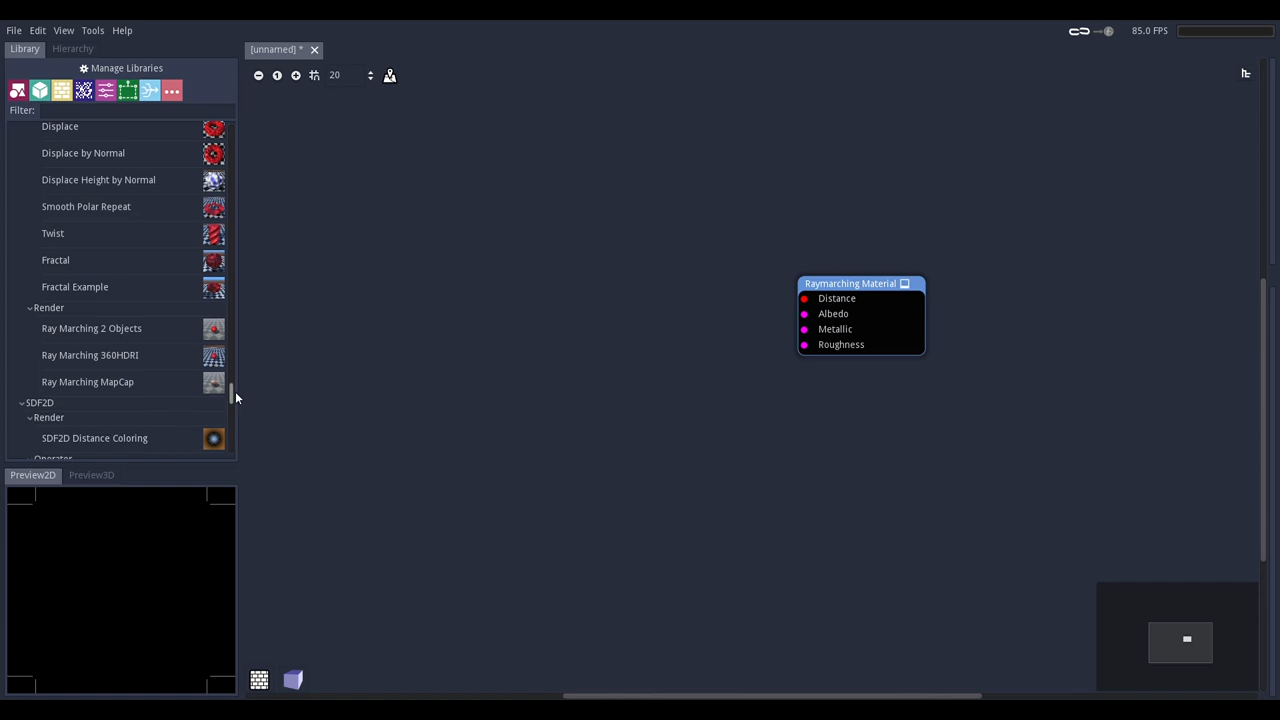 File Edit View Tools Help
85.0 FPS
Library Hierarchy
[unnamed] *
Manage Libraries
20
Filter:
Displace
Displace by Normal
Displace Height by Normal
Smooth Polar Repeat
Twist
Fractal
Fractal Example
Render
Ray Marching 2 Objects
Ray Marching 360HDRI
Ray Marching MapCap
SDF2D
Render
SDF2D Distance Coloring
Operator
Raymarching Material
Distance
Albedo
Metallic
Roughness
Preview2D Preview3D